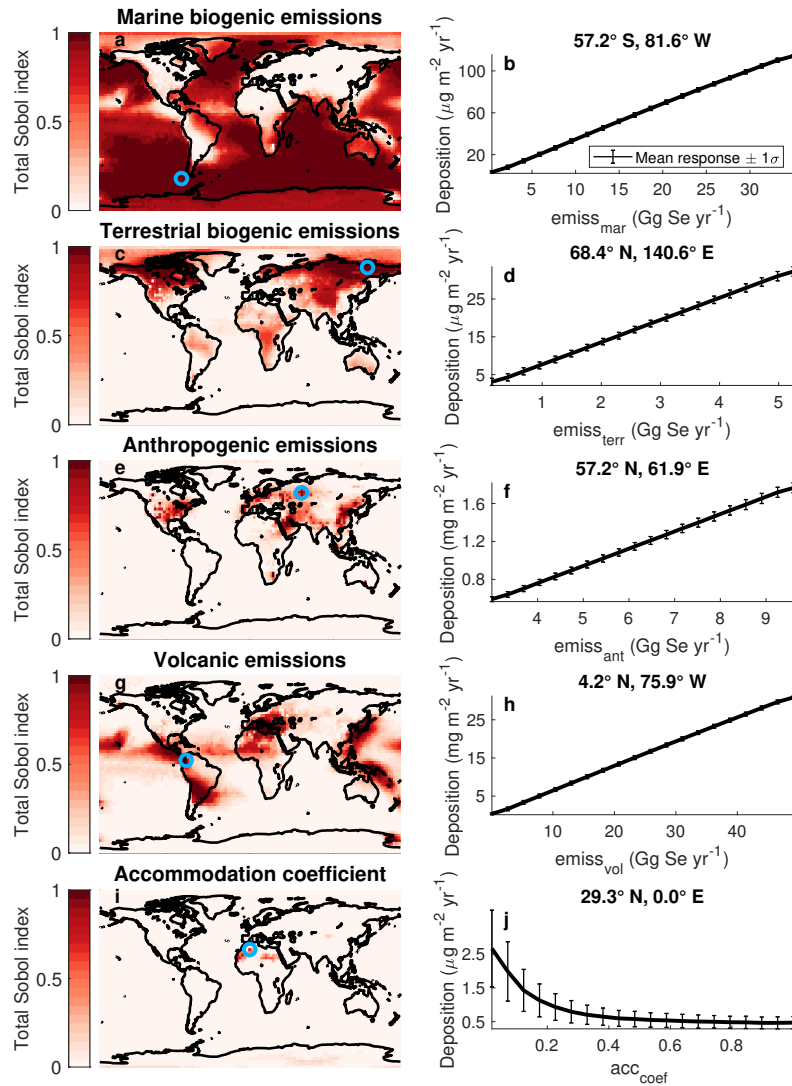 Marine biogenic emissions
1
0.5
0
Total Sobol index
a
b
57.2° S, 81.6° W
100
60
20
Deposition (μg m-2 yr-1)
Mean response ± 1σ
5 10 15 20 25 30
emiss_mar (Gg Se yr-1)
Terrestrial biogenic emissions
1
0.5
0
Total Sobol index
c
d
68.4° N, 140.6° E
25
15
5
Deposition (μg m-2 yr-1)
1 2 3 4 5
emiss_terr (Gg Se yr-1)
Anthropogenic emissions
1
0.5
0
Total Sobol index
e
f
57.2° N, 61.9° E
1.6
1.2
0.8
Deposition (mg m-2 yr-1)
4 5 6 7 8 9
emiss_ant (Gg Se yr-1)
Volcanic emissions
1
0.5
0
Total Sobol index
g
h
4.2° N, 75.9° W
25
15
5
Deposition (mg m-2 yr-1)
10 20 30 40
emiss_vol (Gg Se yr-1)
Accommodation coefficient
1
0.5
0
Total Sobol index
i
j
29.3° N, 0.0° E
2.5
1.5
0.5
Deposition (μg m-2 yr-1)
0.2 0.4 0.6 0.8
acc_coef